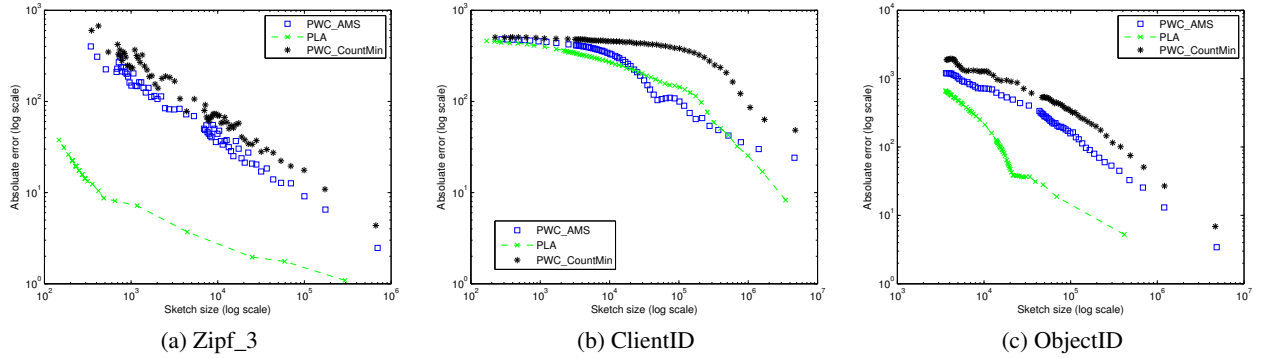 10^3
10^2
10^1
10^0
Absoluate error (log scale)
PWC_AMS
PLA
PWC_CountMin
10^2
10^3
10^4
10^5
10^6
Sketch size (log scale)
(a) Zipf_3
10^3
10^2
10^1
10^0
Absoluate error (log scale)
PWC_AMS
PLA
PWC_CountMin
10^2
10^3
10^4
10^5
10^6
10^7
Sketch size (log scale)
(b) ClientID
10^4
10^3
10^2
10^1
10^0
Absoluate error (log scale)
PWC_AMS
PLA
PWC_CountMin
10^3
10^4
10^5
10^6
10^7
Sketch size (log scale)
(c) ObjectID